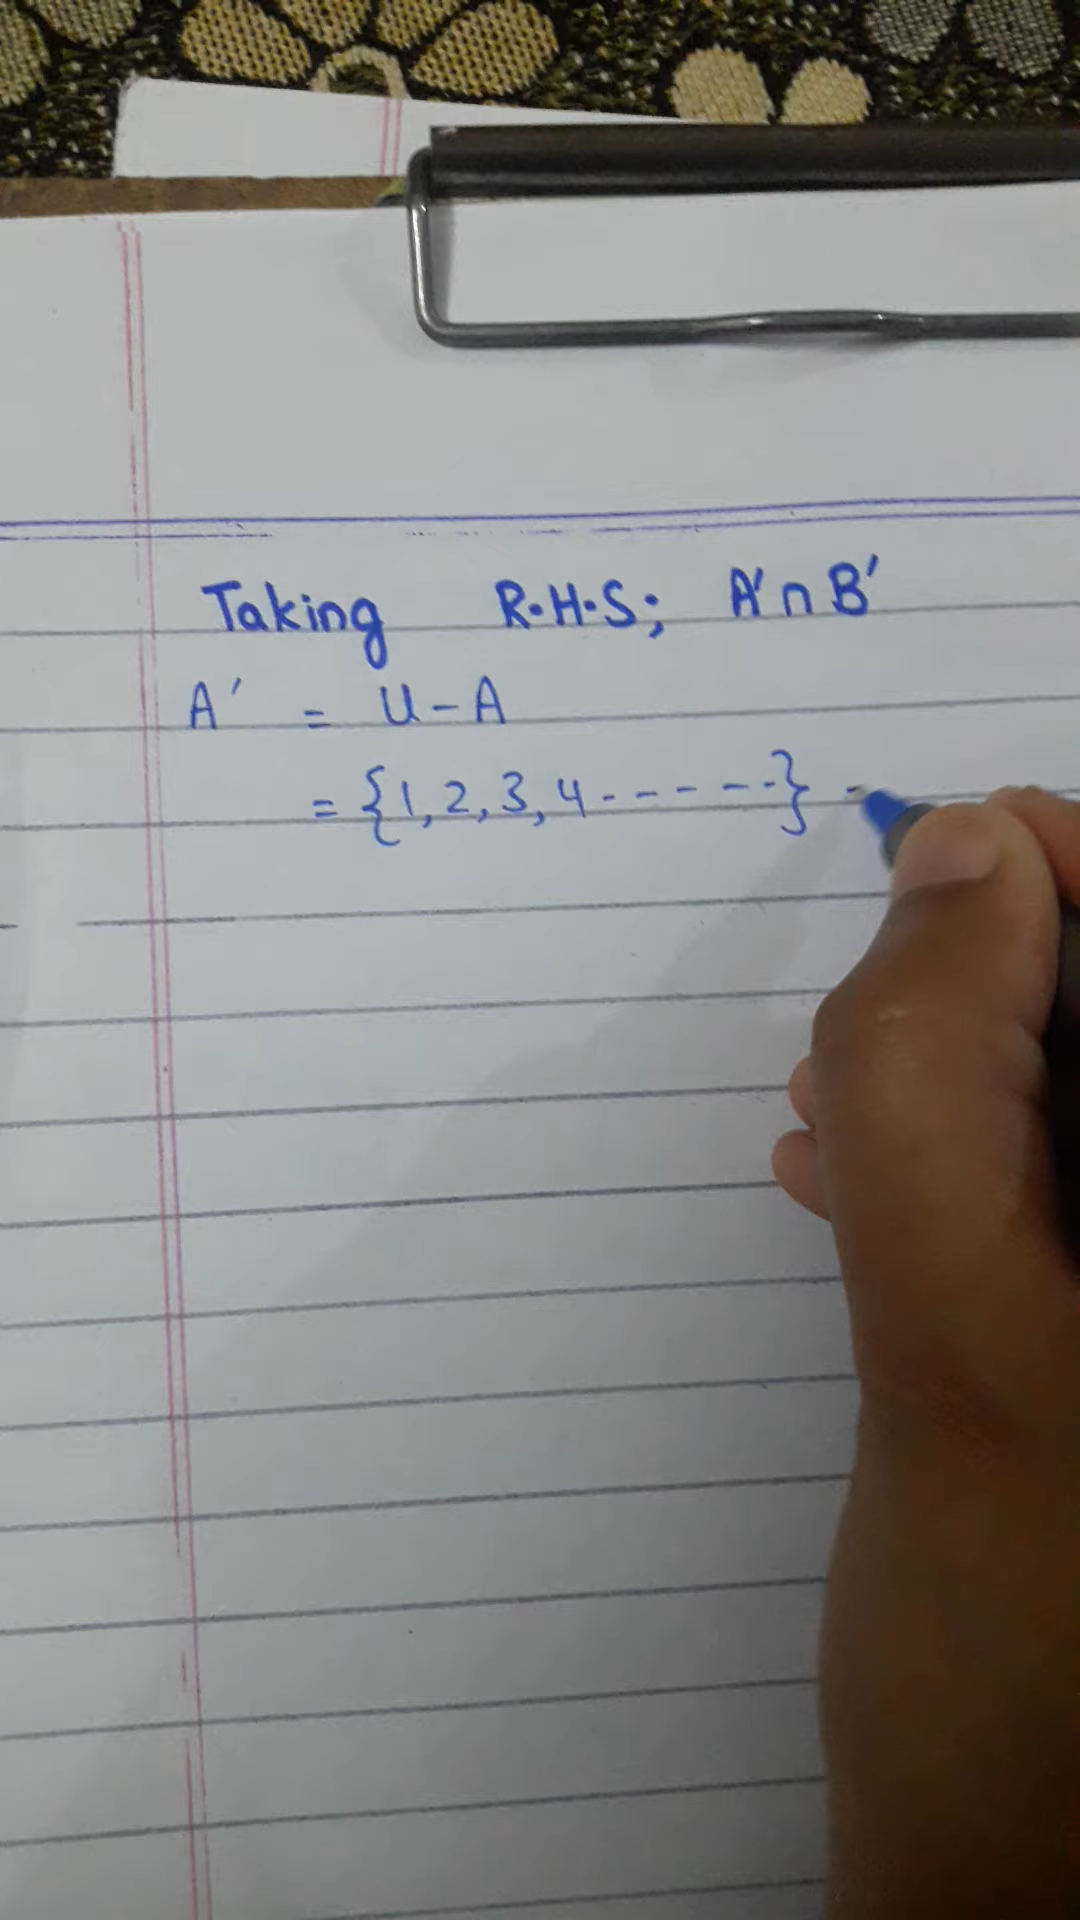 Taking R.H.S; A' ∩ B'
A' = U - A
= {1, 2, 3, 4 - - - - - -} -